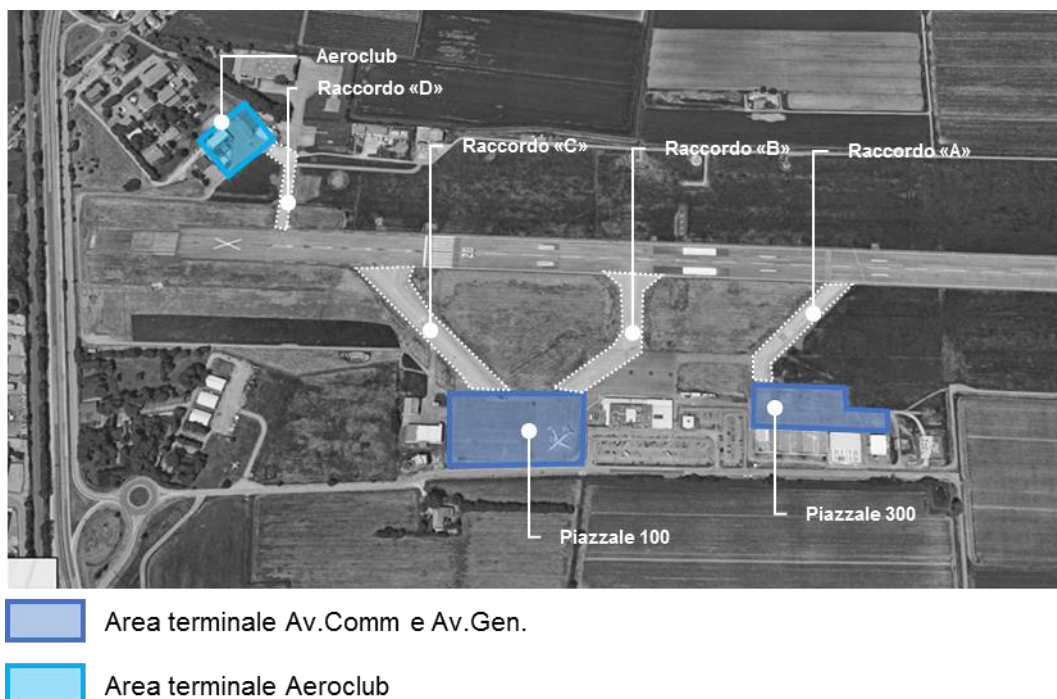 Aeroclub
Raccordo «D»
Raccordo «C»
Raccordo «B»
Raccordo «A»
Piazzale 300
Piazzale 100
Area terminale Av.Comm e Av.Gen.
Area terminale Aeroclub